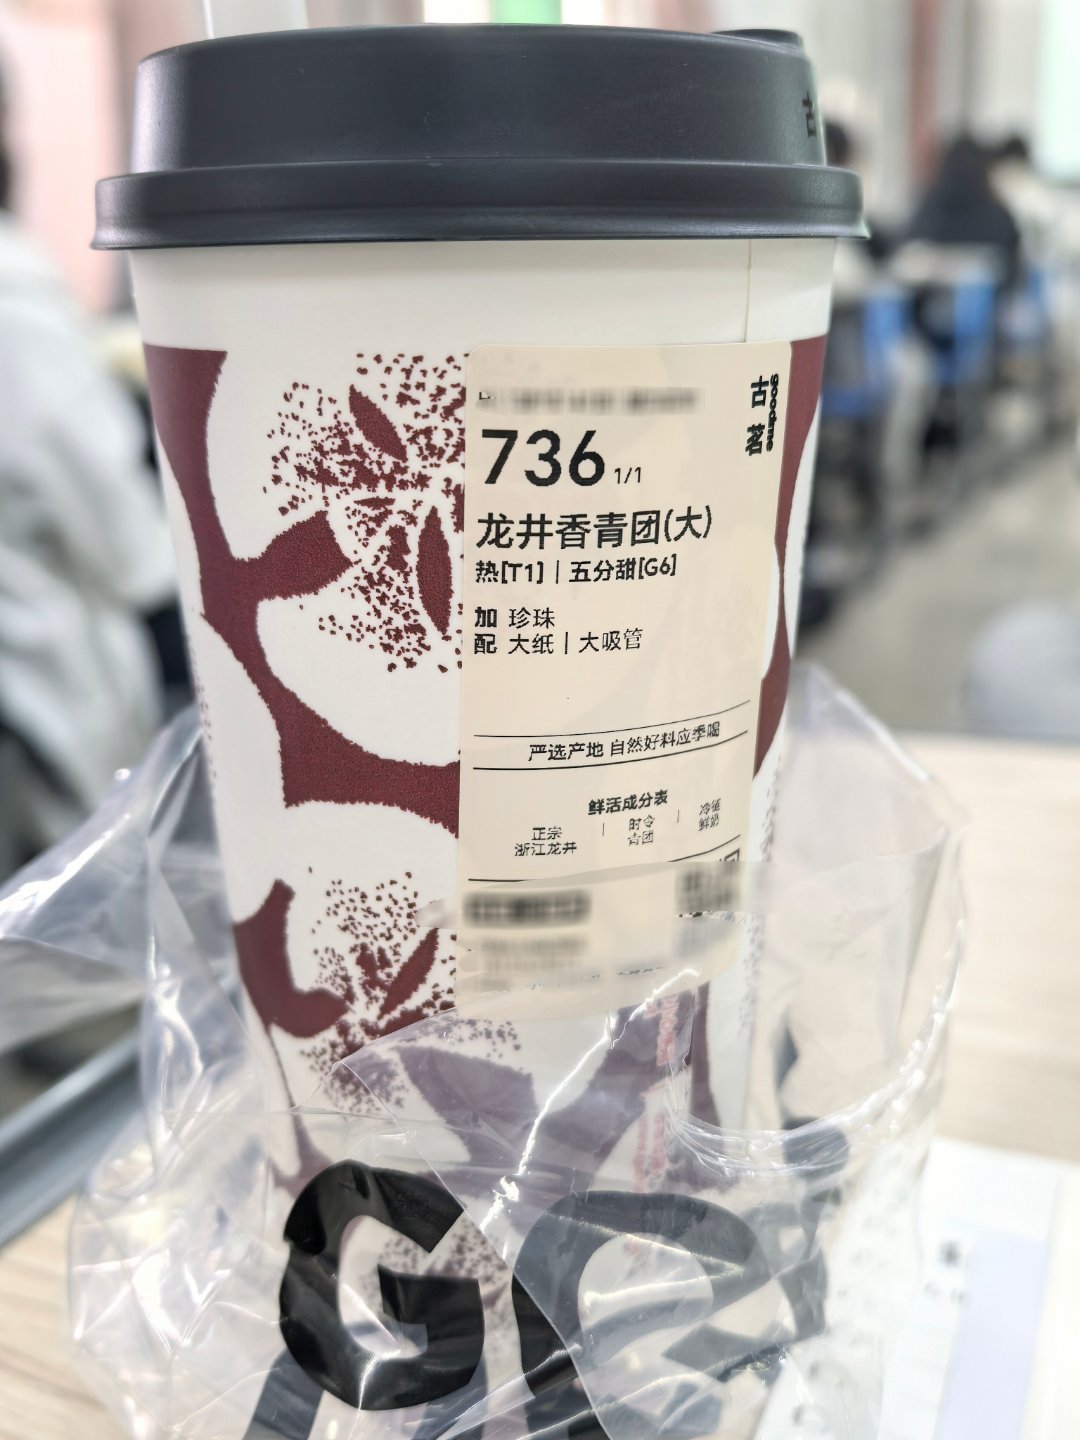 古
古茗
goodme
736 1/1
龙井香青团(大)
热[T1] | 五分甜[G6]
加 珍珠
配 大纸 | 大吸管
严选产地 自然好料应季喝
鲜活成分表
正宗
浙江龙井
时令
青团
冷链
鲜奶
G